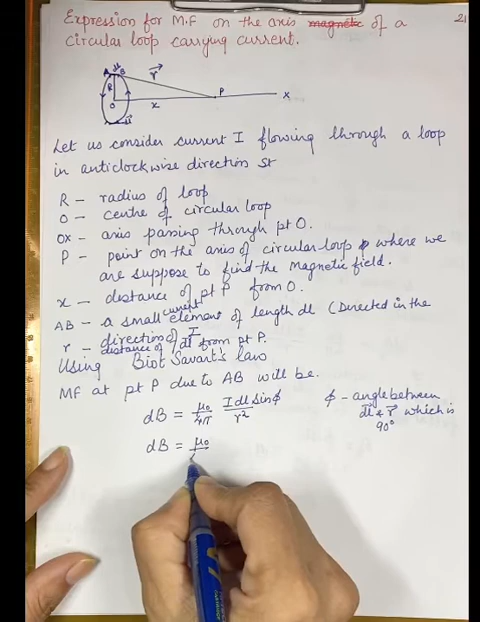 Expression for M.F on the axis magnetic of a
21
Circular loop carrying current.
A dl B
r
R
O
x
P
X
dl
Let us consider current I flowing through a loop
in anticlockwise direction st
R - radius of loop
O - centre of circular loop
OX - axis passing through pt O.
P - point on the axis of circular loop where we
are suppose to find the magnetic field.
x - distance of pt P from O.
AB - a small current element of length dl (Directed in the
direction of I
r - distance of dl from pt P.
Using Biot Savart's law
MF at pt P due to AB will be.
dB = μ₀/4π I dl sinϕ/r²
ϕ - angle between
dl & r which is
90°
dB = μ₀